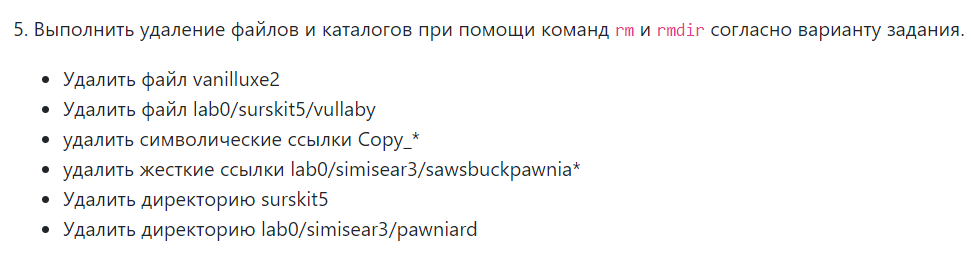 5. Выполнить удаление файлов и каталогов при помощи команд rm и rmdir согласно варианту задания.
• Удалить файл vanilluxe2
• Удалить файл lab0/surskit5/vullaby
• удалить символические ссылки Copy_*
• удалить жесткие ссылки lab0/simisear3/sawsbuckpawnia*
• Удалить директорию surskit5
• Удалить директорию lab0/simisear3/pawniard